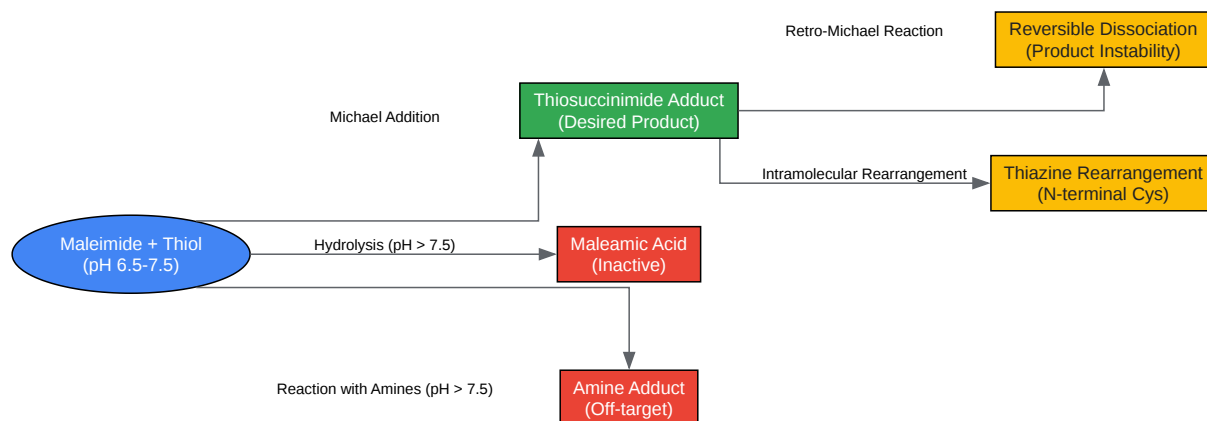 Retro-Michael Reaction
Reversible Dissociation
(Product Instability)
Michael Addition
Thiosuccinimide Adduct
(Desired Product)
Intramolecular Rearrangement
Thiazine Rearrangement
(N-terminal Cys)
Maleimide + Thiol
(pH 6.5-7.5)
Hydrolysis (pH > 7.5)
Maleamic Acid
(Inactive)
Reaction with Amines (pH > 7.5)
Amine Adduct
(Off-target)